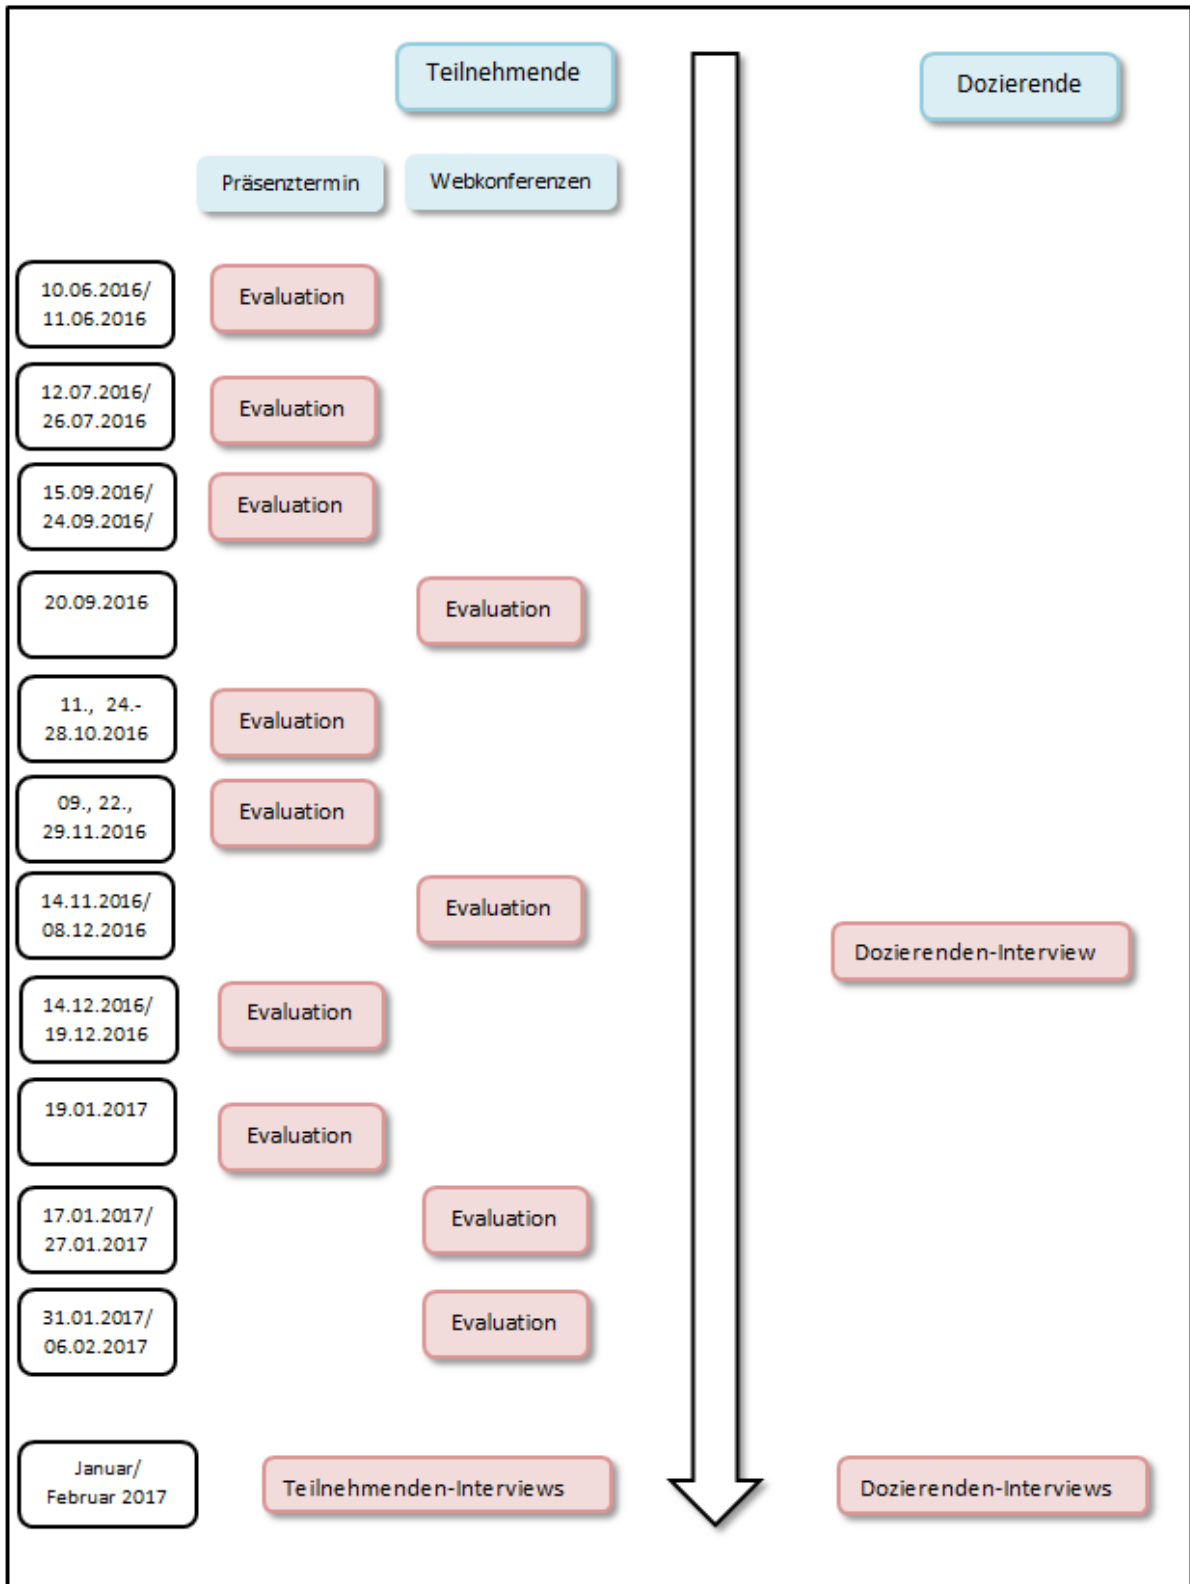 Teilnehmende
Dozierende
Präsenztermin
Webkonferenzen
10.06.2016/
11.06.2016
Evaluation
12.07.2016/
26.07.2016
Evaluation
15.09.2016/
24.09.2016/
Evaluation
20.09.2016
Evaluation
11., 24.-
28.10.2016
Evaluation
09., 22.,
29.11.2016
Evaluation
14.11.2016/
08.12.2016
Evaluation
Dozierenden-Interview
14.12.2016/
19.12.2016
Evaluation
19.01.2017
Evaluation
17.01.2017/
27.01.2017
Evaluation
31.01.2017/
06.02.2017
Evaluation
Januar/
Februar 2017
Teilnehmenden-Interviews
Dozierenden-Interviews